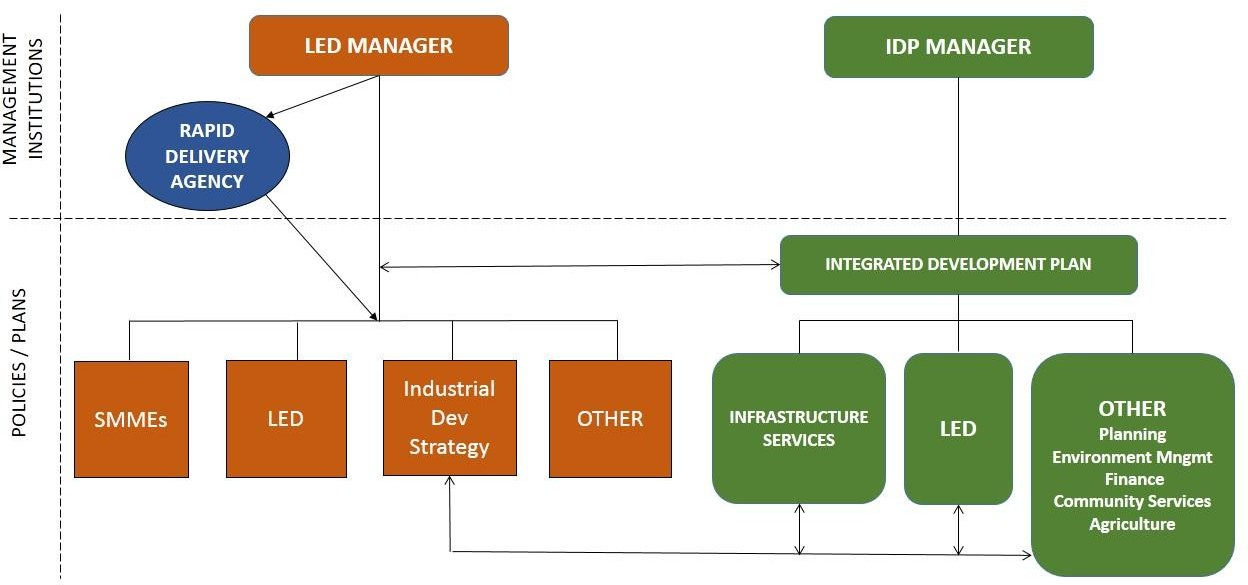 MANAGEMENT
INSTITUTIONS
LED MANAGER
IDP MANAGER
RAPID
DELIVERY
AGENCY
POLICIES / PLANS
INTEGRATED DEVELOPMENT PLAN
SMMEs
LED
Industrial
Dev
Strategy
OTHER
INFRASTRUCTURE
SERVICES
LED
OTHER
Planning
Environment Mngmt
Finance
Community Services
Agriculture